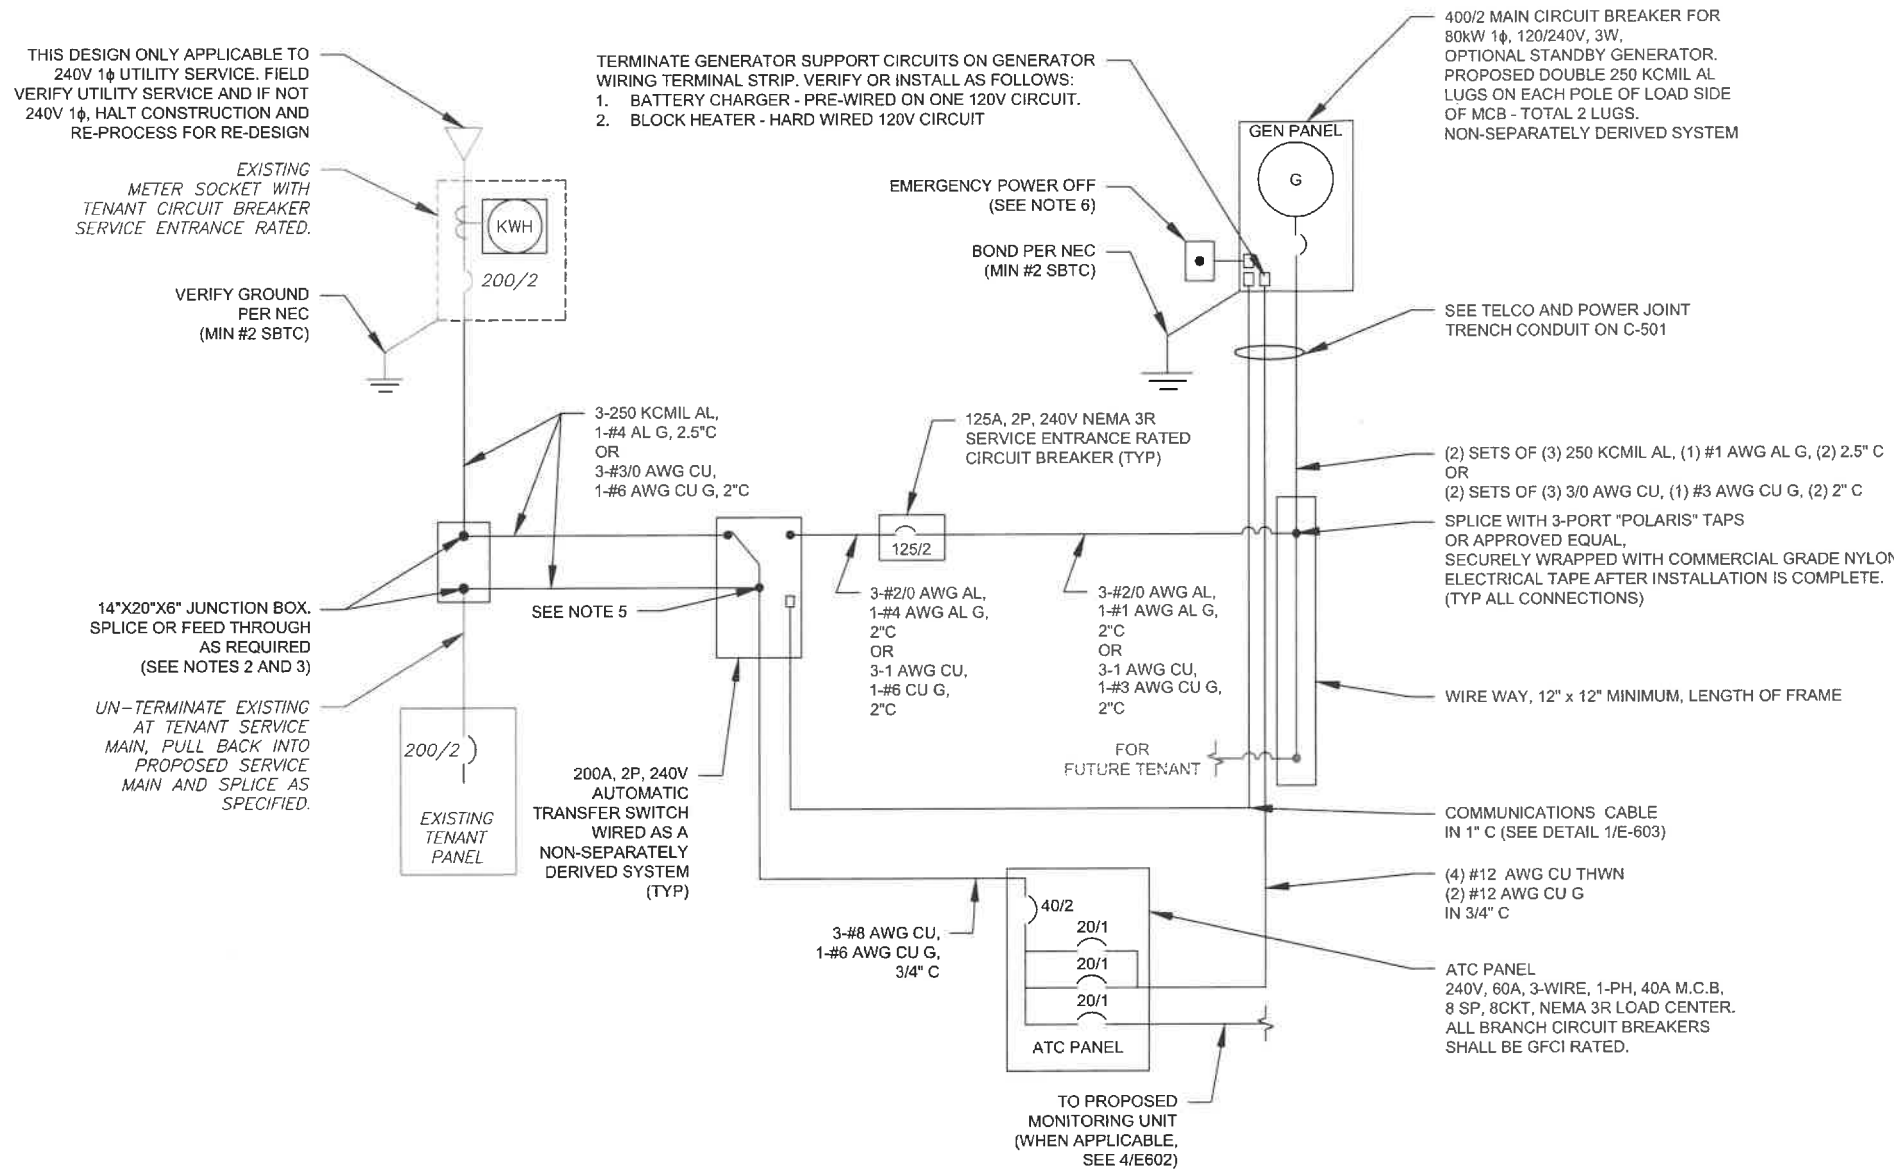 THIS DESIGN ONLY APPLICABLE TO
240V 1ϕ UTILITY SERVICE. FIELD
VERIFY UTILITY SERVICE AND IF NOT
240V 1ϕ, HALT CONSTRUCTION AND
RE-PROCESS FOR RE-DESIGN
EXISTING
METER SOCKET WITH
TENANT CIRCUIT BREAKER
SERVICE ENTRANCE RATED.
KWH
200/2
VERIFY GROUND
PER NEC
(MIN #2 SBTC)
TERMINATE GENERATOR SUPPORT CIRCUITS ON GENERATOR
WIRING TERMINAL STRIP. VERIFY OR INSTALL AS FOLLOWS:
1. BATTERY CHARGER - PRE-WIRED ON ONE 120V CIRCUIT.
2. BLOCK HEATER - HARD WIRED 120V CIRCUIT
EMERGENCY POWER OFF
(SEE NOTE 6)
BOND PER NEC
(MIN #2 SBTC)
GEN PANEL
G
400/2 MAIN CIRCUIT BREAKER FOR
80kW 1ϕ, 120/240V, 3W,
OPTIONAL STANDBY GENERATOR.
PROPOSED DOUBLE 250 KCMIL AL
LUGS ON EACH POLE OF LOAD SIDE
OF MCB - TOTAL 2 LUGS.
NON-SEPARATELY DERIVED SYSTEM
SEE TELCO AND POWER JOINT
TRENCH CONDUIT ON C-501
3-250 KCMIL AL,
1-#4 AL G, 2.5"C
OR
3-#3/0 AWG CU,
1-#6 AWG CU G, 2"C
125A, 2P, 240V NEMA 3R
SERVICE ENTRANCE RATED
CIRCUIT BREAKER (TYP)
125/2
(2) SETS OF (3) 250 KCMIL AL, (1) #1 AWG AL G, (2) 2.5" C
OR
(2) SETS OF (3) 3/0 AWG CU, (1) #3 AWG CU G, (2) 2" C
SPLICE WITH 3-PORT "POLARIS" TAPS
OR APPROVED EQUAL,
SECURELY WRAPPED WITH COMMERCIAL GRADE NYLON
ELECTRICAL TAPE AFTER INSTALLATION IS COMPLETE.
(TYP ALL CONNECTIONS)
14"X20"X6" JUNCTION BOX.
SPLICE OR FEED THROUGH
AS REQUIRED
(SEE NOTES 2 AND 3)
SEE NOTE 5
3-#2/0 AWG AL,
1-#4 AWG AL G,
2"C
OR
3-1 AWG CU,
1-#6 CU G,
2"C
3-#2/0 AWG AL,
1-#1 AWG AL G,
2"C
OR
3-1 AWG CU,
1-#3 AWG CU G,
2"C
WIRE WAY, 12" x 12" MINIMUM, LENGTH OF FRAME
UN-TERMINATE EXISTING
AT TENANT SERVICE
MAIN, PULL BACK INTO
PROPOSED SERVICE
MAIN AND SPLICE AS
SPECIFIED.
200/2
EXISTING
TENANT
PANEL
200A, 2P, 240V
AUTOMATIC
TRANSFER SWITCH
WIRED AS A
NON-SEPARATELY
DERIVED SYSTEM
(TYP)
FOR
FUTURE TENANT
COMMUNICATIONS CABLE
IN 1" C (SEE DETAIL 1/E-603)
(4) #12 AWG CU THWN
(2) #12 AWG CU G
IN 3/4" C
3-#8 AWG CU,
1-#6 AWG CU G,
3/4" C
40/2
20/1
20/1
20/1
ATC PANEL
ATC PANEL
240V, 60A, 3-WIRE, 1-PH, 40A M.C.B,
8 SP, 8CKT, NEMA 3R LOAD CENTER.
ALL BRANCH CIRCUIT BREAKERS
SHALL BE GFCI RATED.
TO PROPOSED
MONITORING UNIT
(WHEN APPLICABLE,
SEE 4/E602)